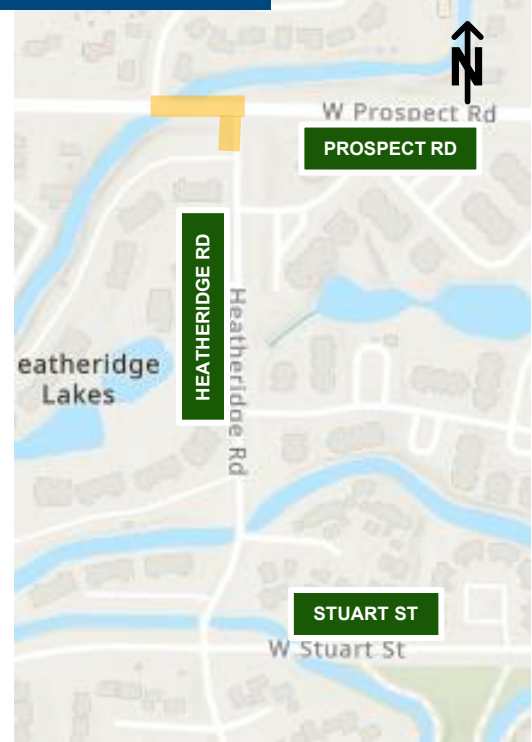 N
W Prospect Rd
PROSPECT RD
HEATHERIDGE RD
Heatheridge Rd
eatheridge
Lakes
STUART ST
W Stuart St